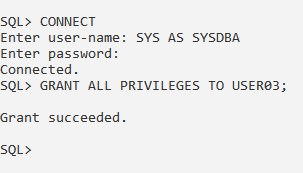 SQL> CONNECT
Enter user-name: SYS AS SYSDBA
Enter password:
Connected.
SQL> GRANT ALL PRIVILEGES TO USER03;
Grant succeeded.
SQL>